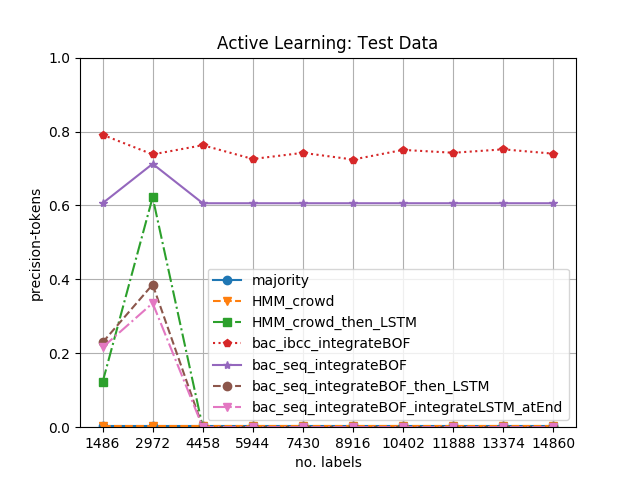 Active Learning: Test Data
1.0
0.8
0.6
0.4
0.2
0.0
precision-tokens
majority
HMM_crowd
HMM_crowd_then_LSTM
bac_ibcc_integrateBOF
bac_seq_integrateBOF
bac_seq_integrateBOF_then_LSTM
bac_seq_integrateBOF_integrateLSTM_atEnd
1486 2972 4458 5944 7430 8916 10402 11888 13374 14860
no. labels